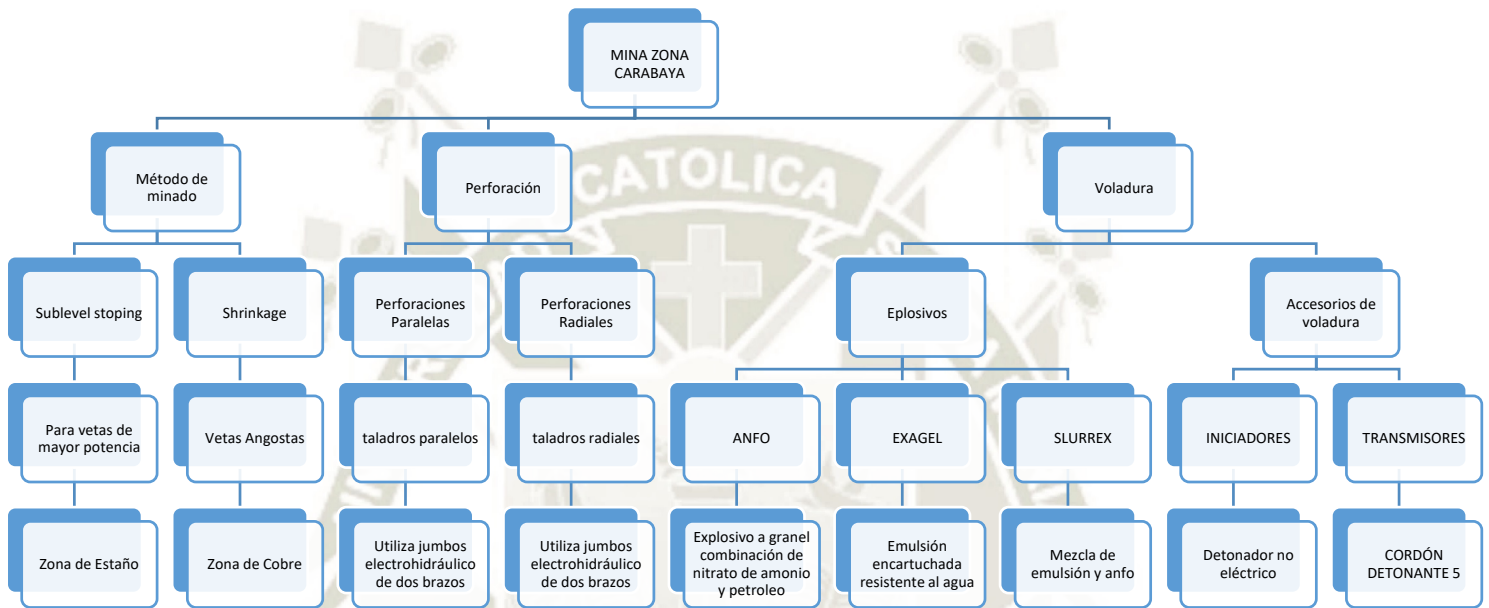 MINA ZONA
CARABAYA
Método de
minado
Perforación
Voladura
CATOLICA
Sublevel stoping
Shrinkage
Perforaciones
Paralelas
Perforaciones
Radiales
Eplosivos
Accesorios de
voladura
Para vetas de
mayor potencia
Vetas Angostas
taladros paralelos
taladros radiales
ANFO
EXAGEL
SLURREX
INICIADORES
TRANSMISORES
Zona de Estaño
Zona de Cobre
Utiliza jumbos
electrohidráulico
de dos brazos
Utiliza jumbos
electrohidráulico
de dos brazos
Explosivo a granel
combinación de
nitrato de amonio
y petroleo
Emulsión
encartuchada
resistente al agua
Mezcla de
emulsión y anfo
Detonador no
eléctrico
CORDÓN
DETONANTE 5